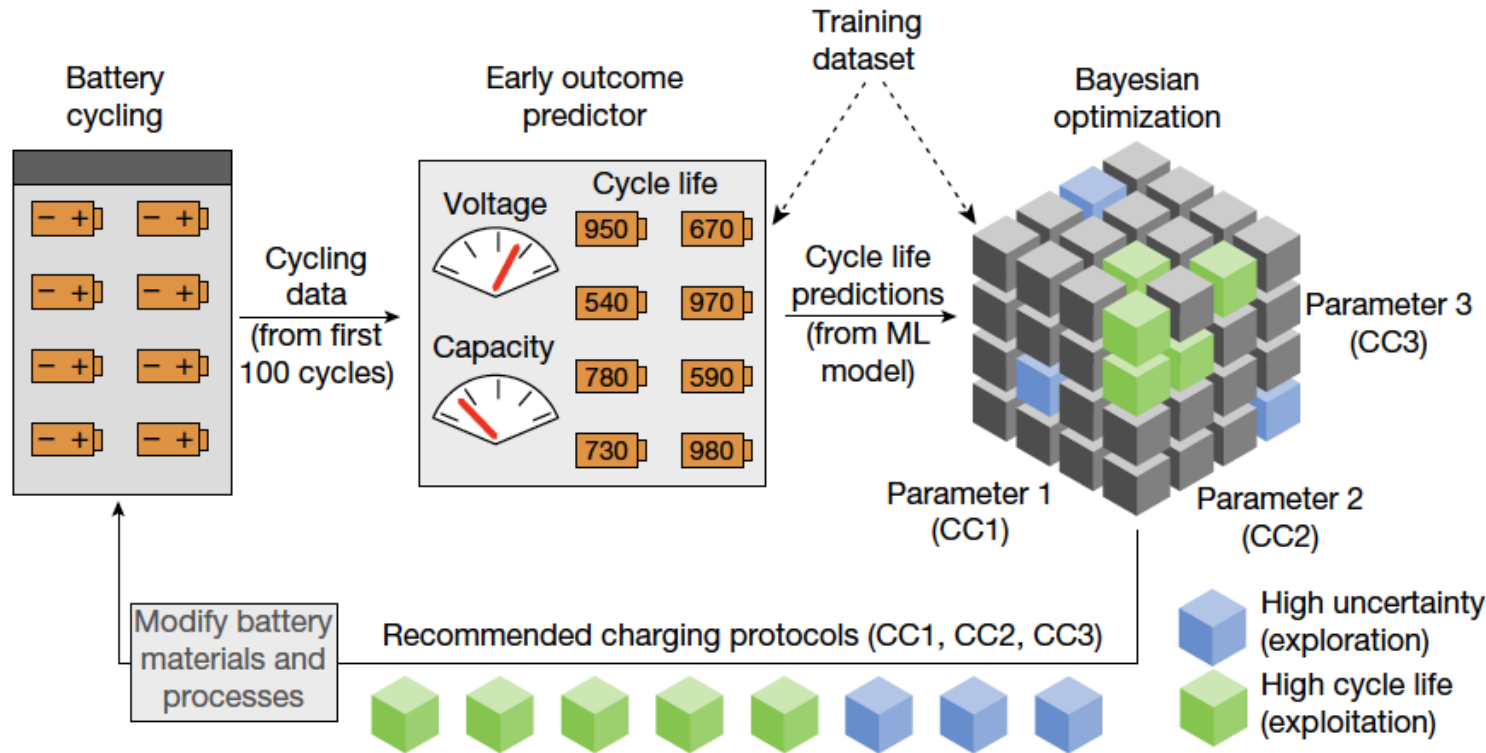 Battery
cycling
− +
− +
− +
− +
− +
− +
− +
− +
Cycling
data
(from first
100 cycles)
Early outcome
predictor
Voltage
Capacity
Cycle life
950
670
540
970
780
590
730
980
Training
dataset
Cycle life
predictions
(from ML
model)
Bayesian
optimization
Parameter 3
(CC3)
Parameter 1
(CC1)
Parameter 2
(CC2)
Modify battery
materials and
processes
Recommended charging protocols (CC1, CC2, CC3)
High uncertainty
(exploration)
High cycle life
(exploitation)